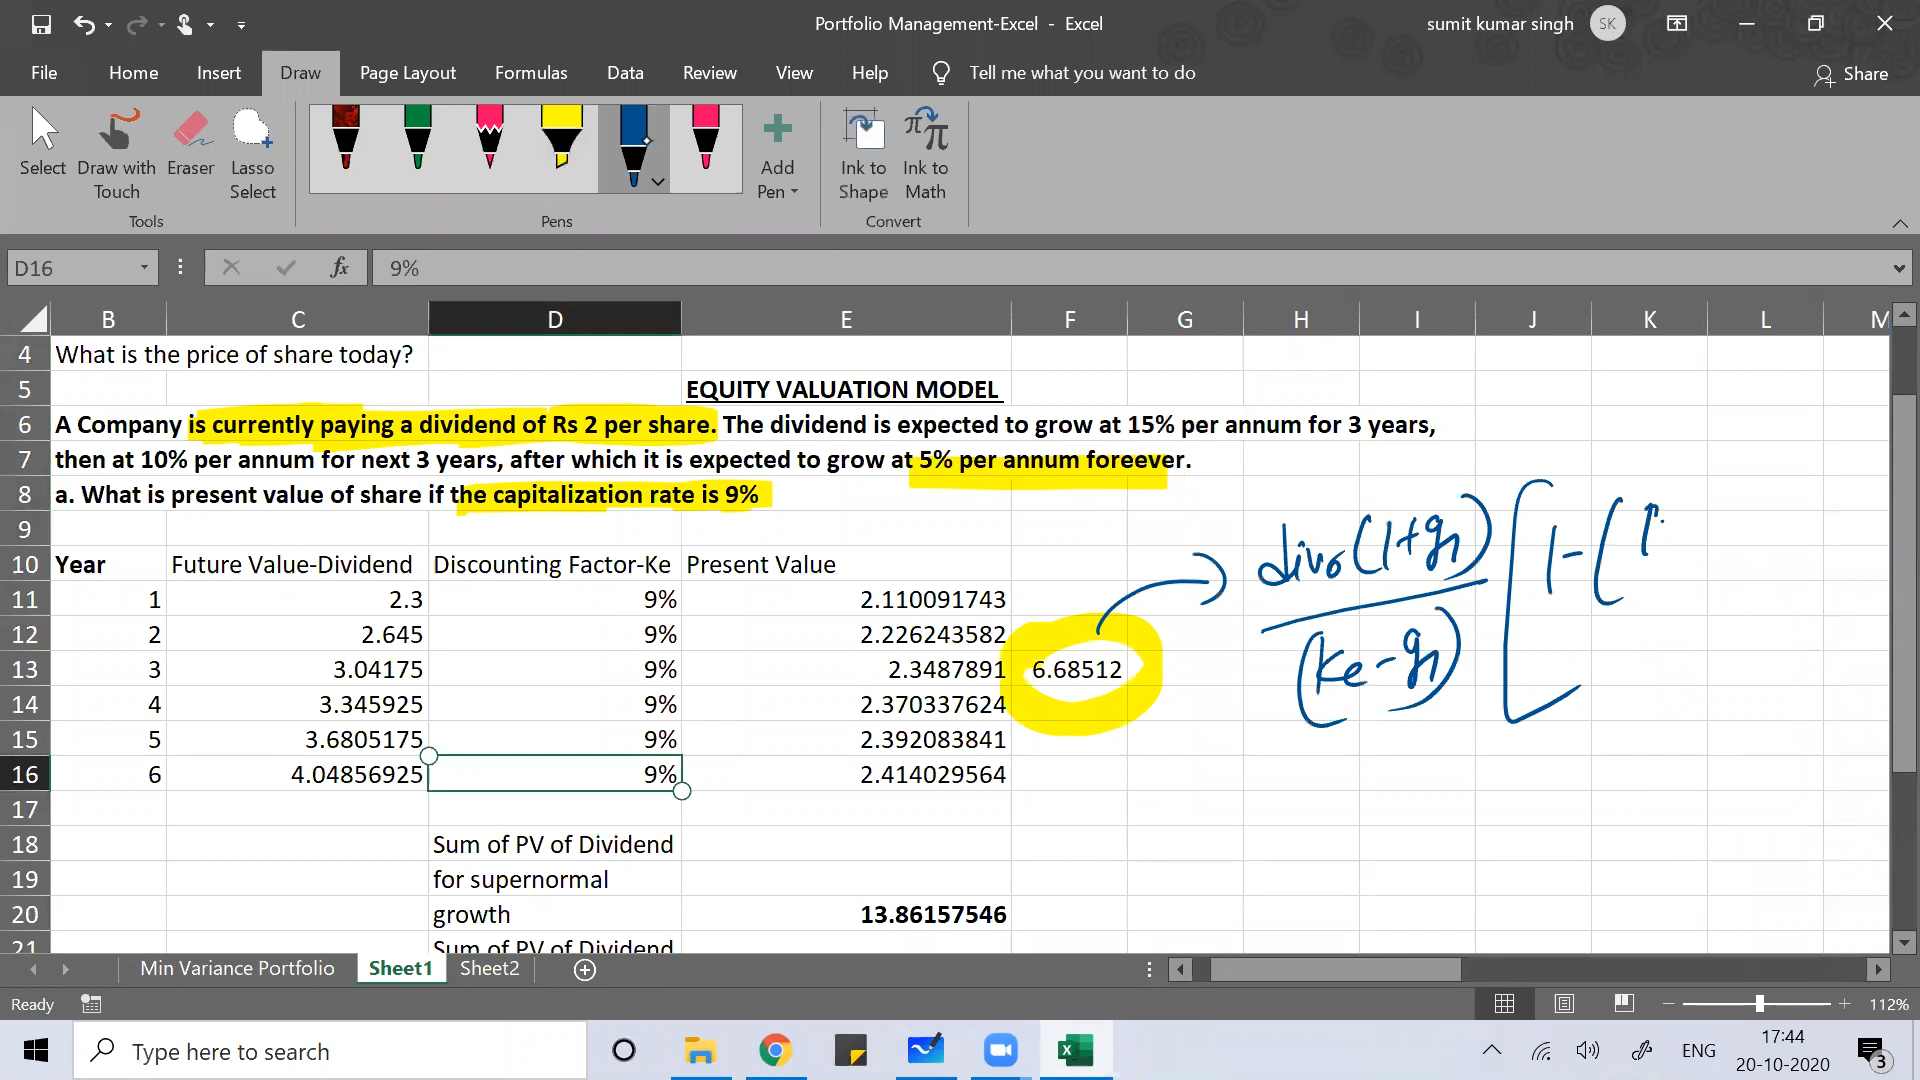 Portfolio Management-Excel - Excel
sumit kumar singh SK
File Home Insert Draw Page Layout Formulas Data Review View Help Tell me what you want to do Share
Select Draw with Touch Eraser Lasso Select Add Pen Ink to Shape Ink to Math
Tools Pens Convert
D16 fx 9%
B C D E F G H I J K L M
4 What is the price of share today?
5 EQUITY VALUATION MODEL
6 A Company is currently paying a dividend of Rs 2 per share. The dividend is expected to grow at 15% per annum for 3 years,
7 then at 10% per annum for next 3 years, after which it is expected to grow at 5% per annum foreever.
8 a. What is present value of share if the capitalization rate is 9%
9
10 Year Future Value-Dividend Discounting Factor-Ke Present Value
11 1 2.3 9% 2.110091743
12 2 2.645 9% 2.226243582
13 3 3.04175 9% 2.3487891 6.68512
14 4 3.345925 9% 2.370337624
15 5 3.6805175 9% 2.392083841
16 6 4.04856925 9% 2.414029564
17
18 Sum of PV of Dividend
19 for supernormal
20 growth 13.86157546
21 Sum of PV of Dividend
div0 (1+g1) [ 1 - ( 1
(ke - g1)
Min Variance Portfolio Sheet1 Sheet2
Ready 112%
Type here to search ENG 17:44
20-10-2020 3